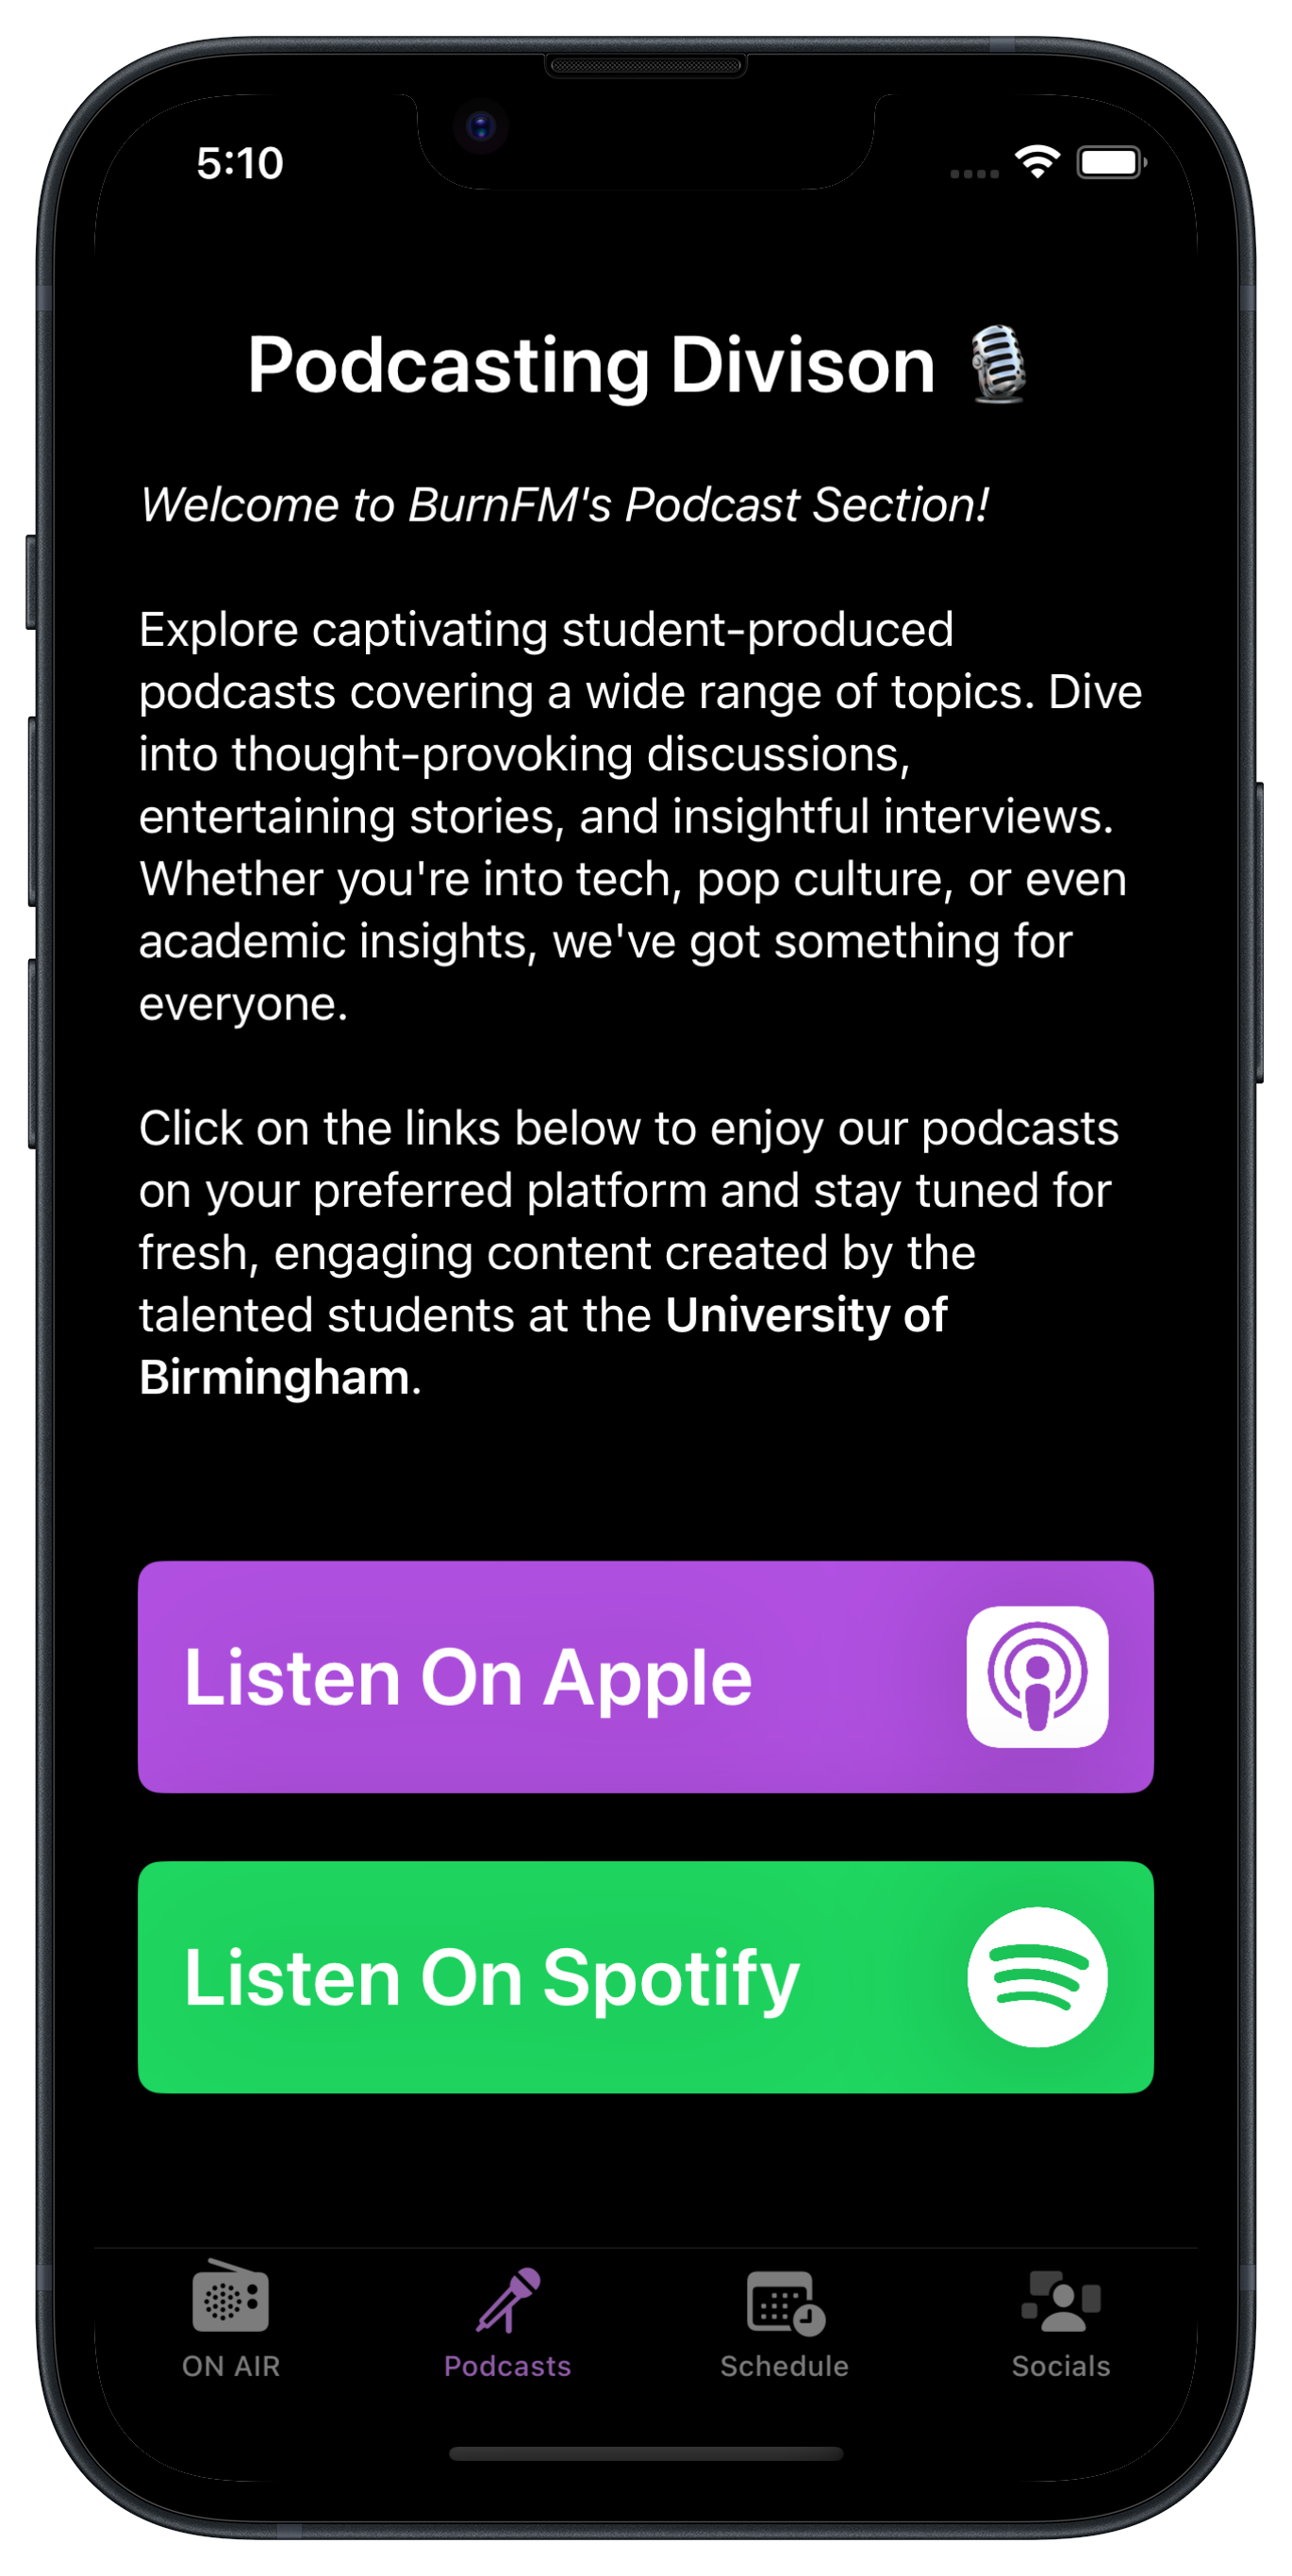 5:10
Podcasting Divison 🎙️
Welcome to BurnFM's Podcast Section!
Explore captivating student-produced
podcasts covering a wide range of topics. Dive
into thought-provoking discussions,
entertaining stories, and insightful interviews.
Whether you're into tech, pop culture, or even
academic insights, we've got something for
everyone.
Click on the links below to enjoy our podcasts
on your preferred platform and stay tuned for
fresh, engaging content created by the
talented students at the University of
Birmingham.
Listen On Apple
Listen On Spotify
ON AIR
Podcasts
Schedule
Socials